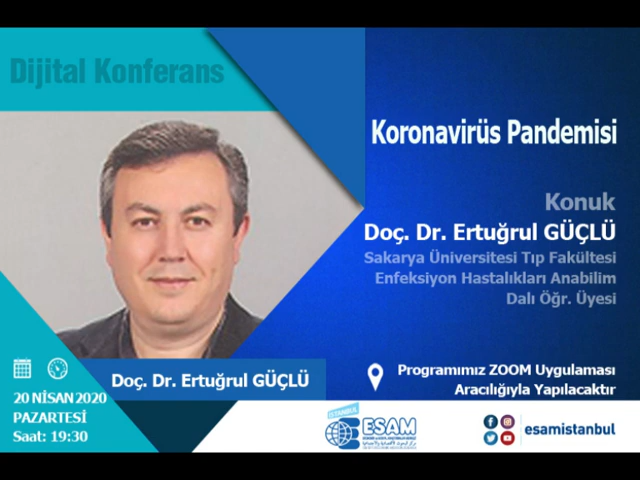 Dijital Konferans
Koronavirüs Pandemisi
Konuk
Doç. Dr. Ertuğrul GÜÇLÜ
Sakarya Üniversitesi Tıp Fakültesi
Enfeksiyon Hastalıkları Anabilim
Dalı Öğr. Üyesi
Doç. Dr. Ertuğrul GÜÇLÜ
Programımız ZOOM Uygulaması
Aracılığıyla Yapılacaktır
20 NİSAN 2020
PAZARTESİ
Saat: 19:30
İSTANBUL
ESAM
esamistanbul